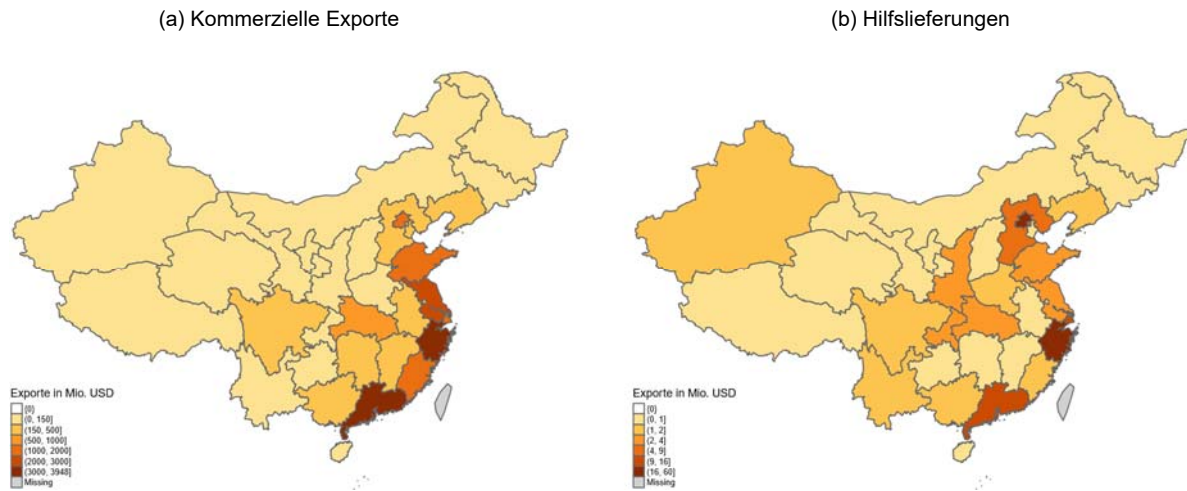 (a) Kommerzielle Exporte
(b) Hilfslieferungen
Exporte in Mio. USD
[0]
(0, 150]
(150, 500]
(500, 1000]
(1000, 2000]
(2000, 3000]
(3000, 3948]
Missing
Exporte in Mio. USD
[0]
(0, 1]
(1, 2]
(2, 4]
(4, 9]
(9, 16]
(16, 60]
Missing